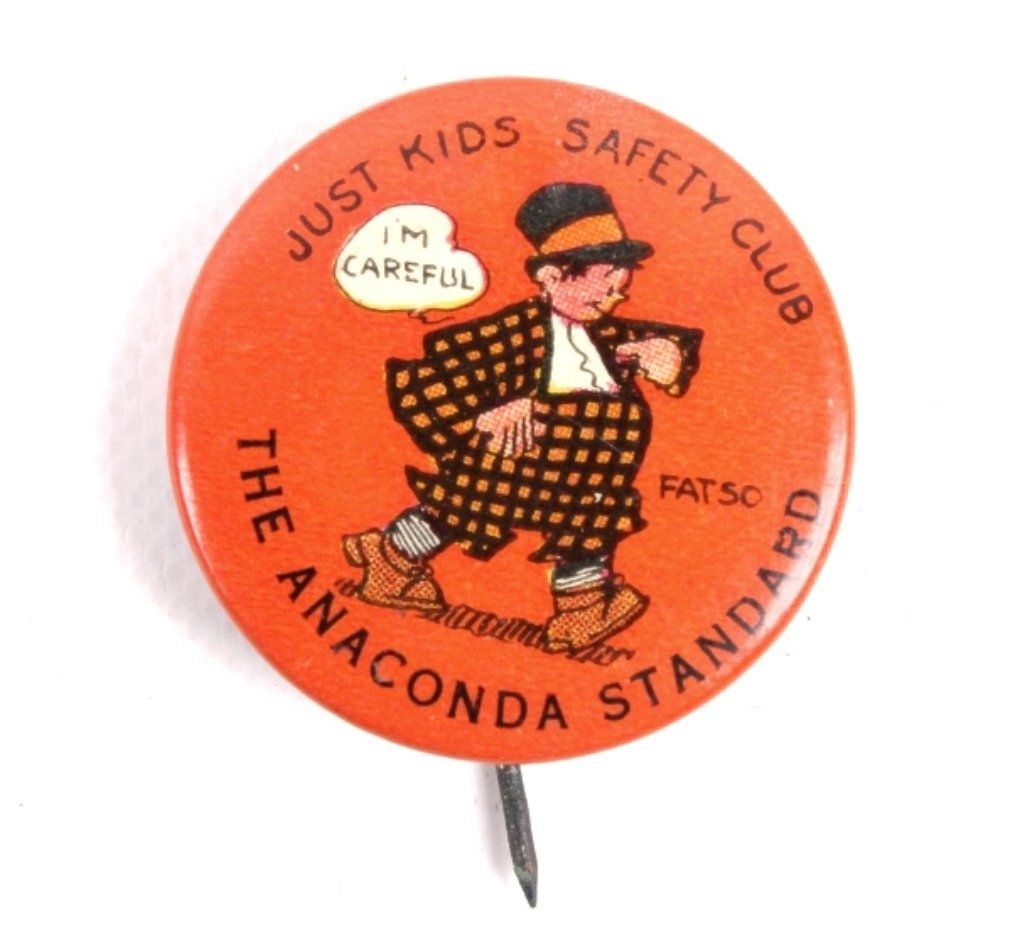 JUST KIDS SAFETY CLUB
I'M
CAREFUL
FATSO
THE ANACONDA STANDARD